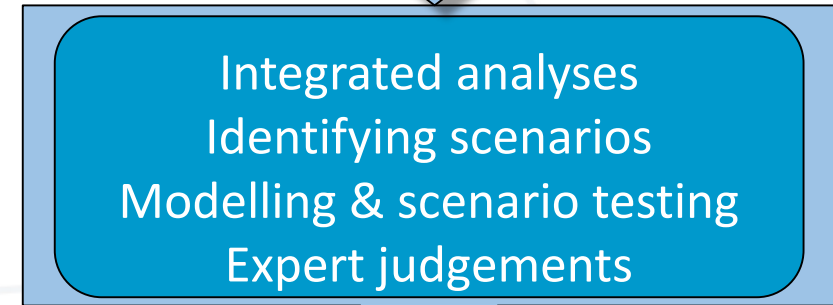 Integrated analyses
Identifying scenarios
Modelling & scenario testing
Expert judgements